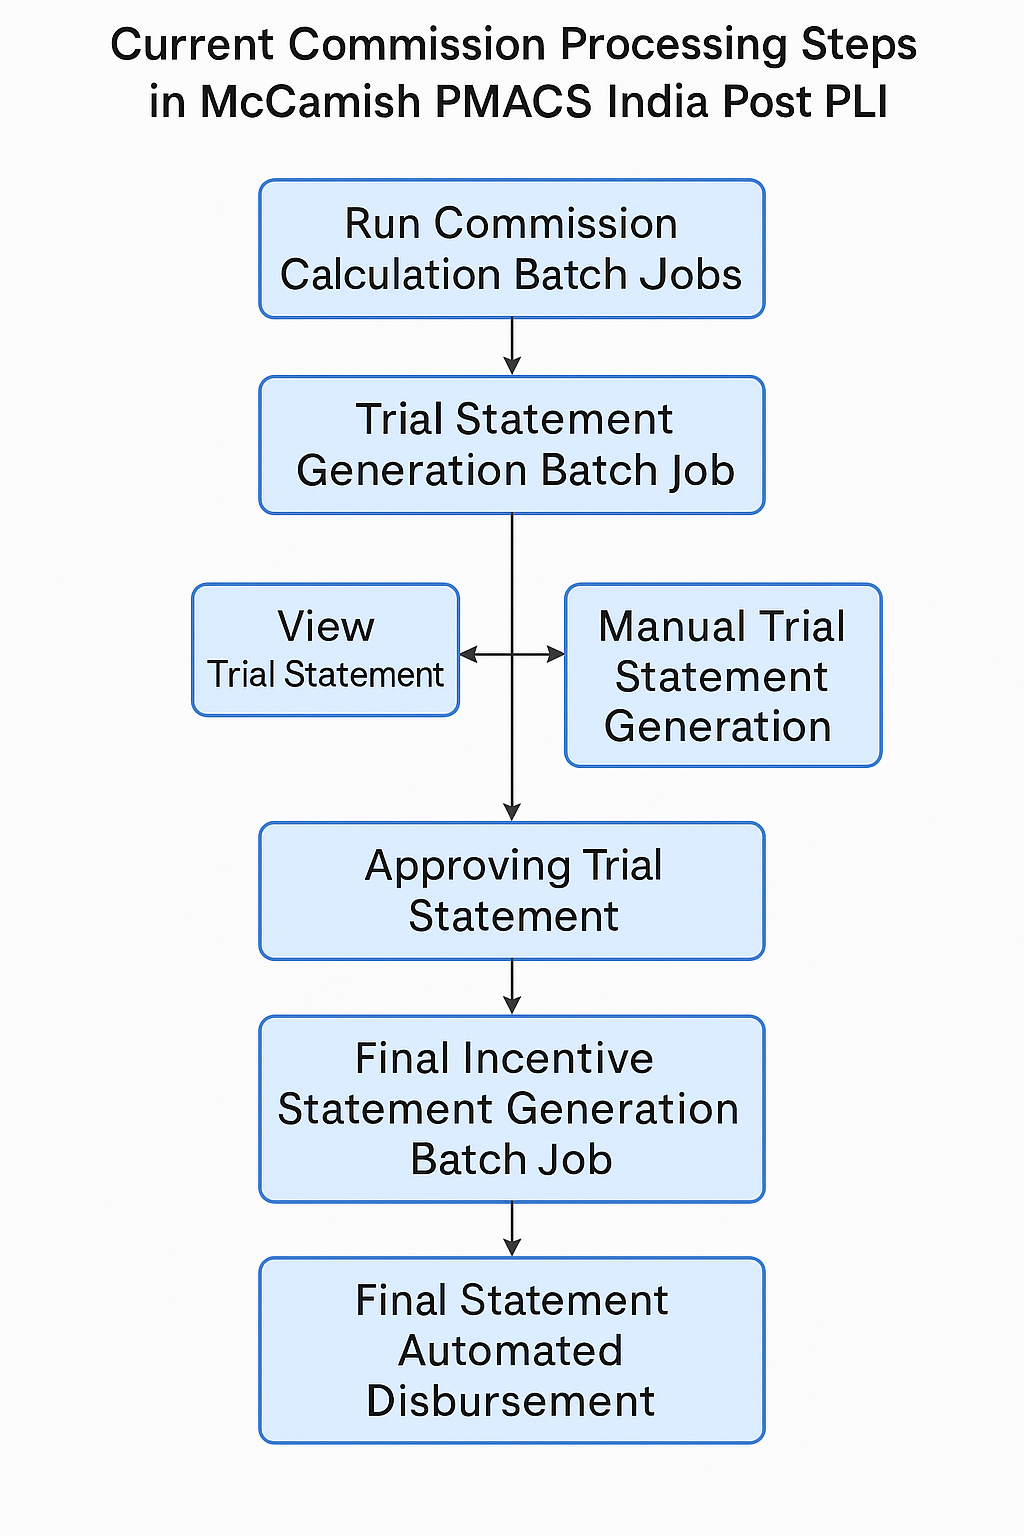 Current Commission Processing Steps
in McCamish PMACS India Post PLI
Run Commission
Calculation Batch Jobs
Trial Statement
Generation Batch Job
View
Trial Statement
Manual Trial
Statement
Generation
Approving Trial
Statement
Final Incentive
Statement Generation
Batch Job
Final Statement
Automated
Disbursement